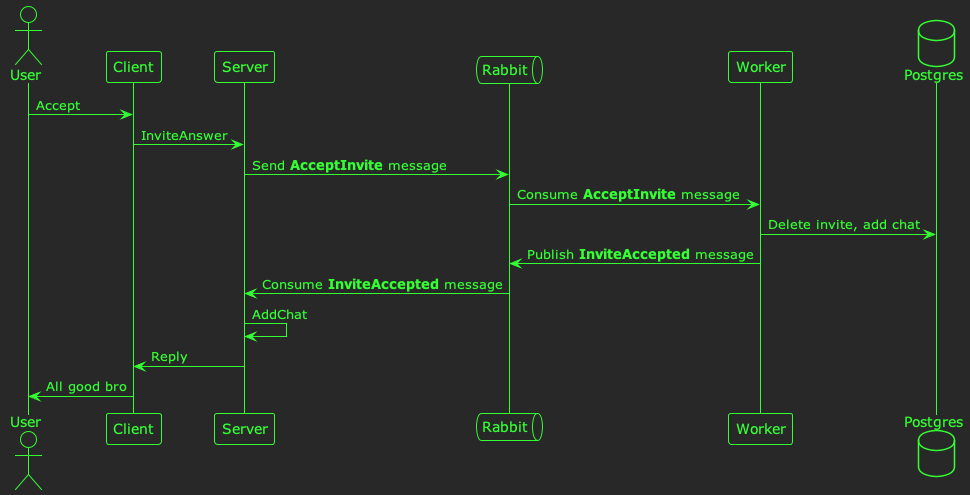 User
Client
Server
Rabbit
Worker
Postgres
Accept
InviteAnswer
Send AcceptInvite message
Consume AcceptInvite message
Delete invite, add chat
Publish InviteAccepted message
Consume InviteAccepted message
AddChat
Reply
All good bro
User
Client
Server
Rabbit
Worker
Postgres